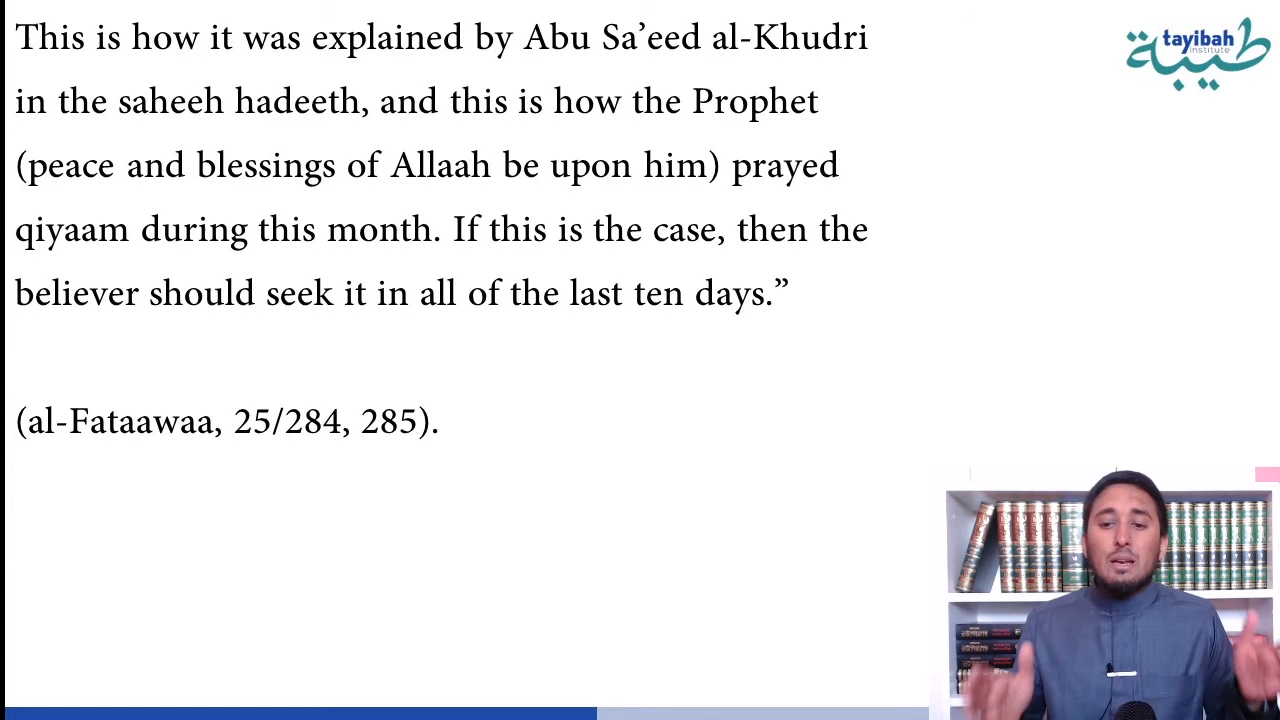 This is how it was explained by Abu Sa’eed al-Khudri
in the saheeh hadeeth, and this is how the Prophet
(peace and blessings of Allaah be upon him) prayed
qiyaam during this month. If this is the case, then the
believer should seek it in all of the last ten days.”
(al-Fataawaa, 25/284, 285).
tayibah
institute
طيبة